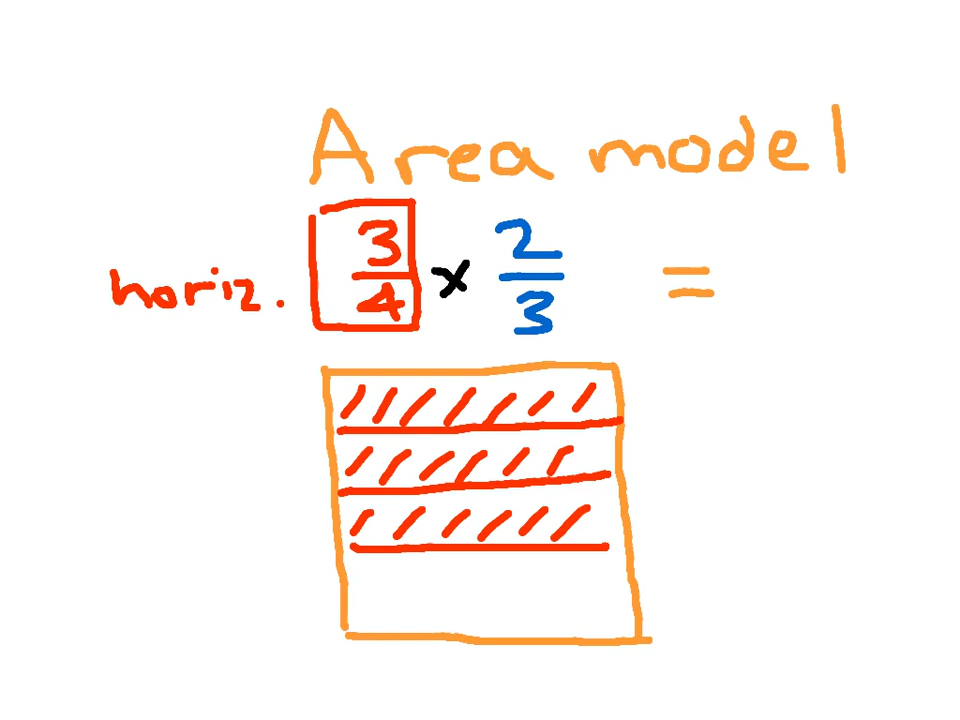 Area model
horiz. 3/4 x 2/3 =